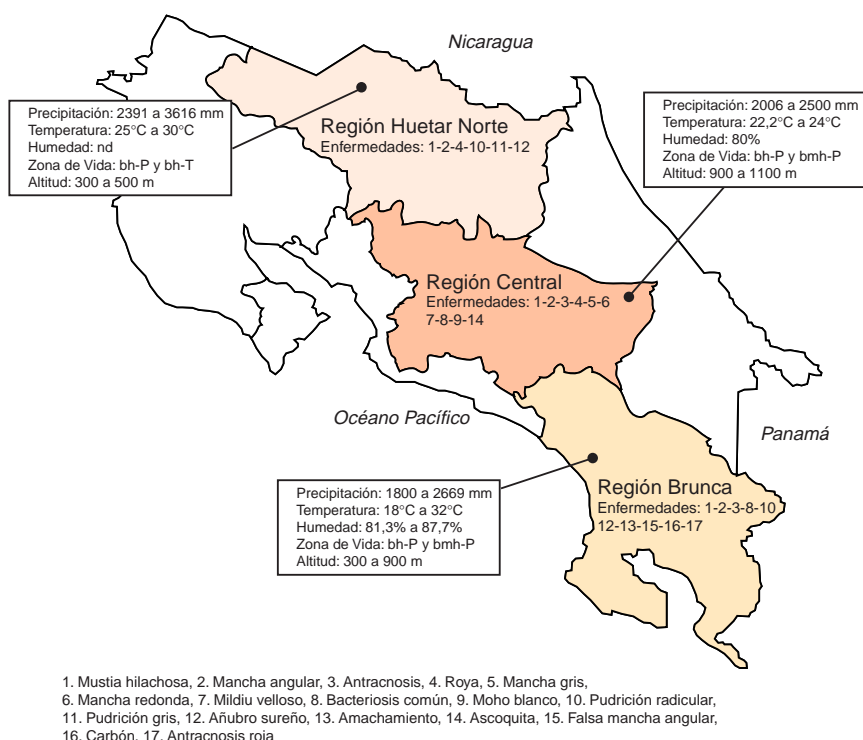 Nicaragua
Precipitación: 2391 a 3616 mm
Temperatura: 25°C a 30°C
Humedad: nd
Zona de Vida: bh-P y bh-T
Altitud: 300 a 500 m
Región Huetar Norte
Enfermedades: 1-2-4-10-11-12
Precipitación: 2006 a 2500 mm
Temperatura: 22,2°C a 24°C
Humedad: 80%
Zona de Vida: bh-P y bmh-P
Altitud: 900 a 1100 m
Región Central
Enfermedades: 1-2-3-4-5-6
7-8-9-14
Océano Pacífico
Panamá
Precipitación: 1800 a 2669 mm
Temperatura: 18°C a 32°C
Humedad: 81,3% a 87,7%
Zona de Vida: bh-P y bmh-P
Altitud: 300 a 900 m
Región Brunca
Enfermedades: 1-2-3-8-10
12-13-15-16-17
1. Mustia hilachosa, 2. Mancha angular, 3. Antracnosis, 4. Roya, 5. Mancha gris,
6. Mancha redonda, 7. Mildiu velloso, 8. Bacteriosis común, 9. Moho blanco, 10. Pudrición radicular,
11. Pudrición gris, 12. Añubro sureño, 13. Amachamiento, 14. Ascoquita, 15. Falsa mancha angular,
16. Carbón, 17. Antracnosis roja